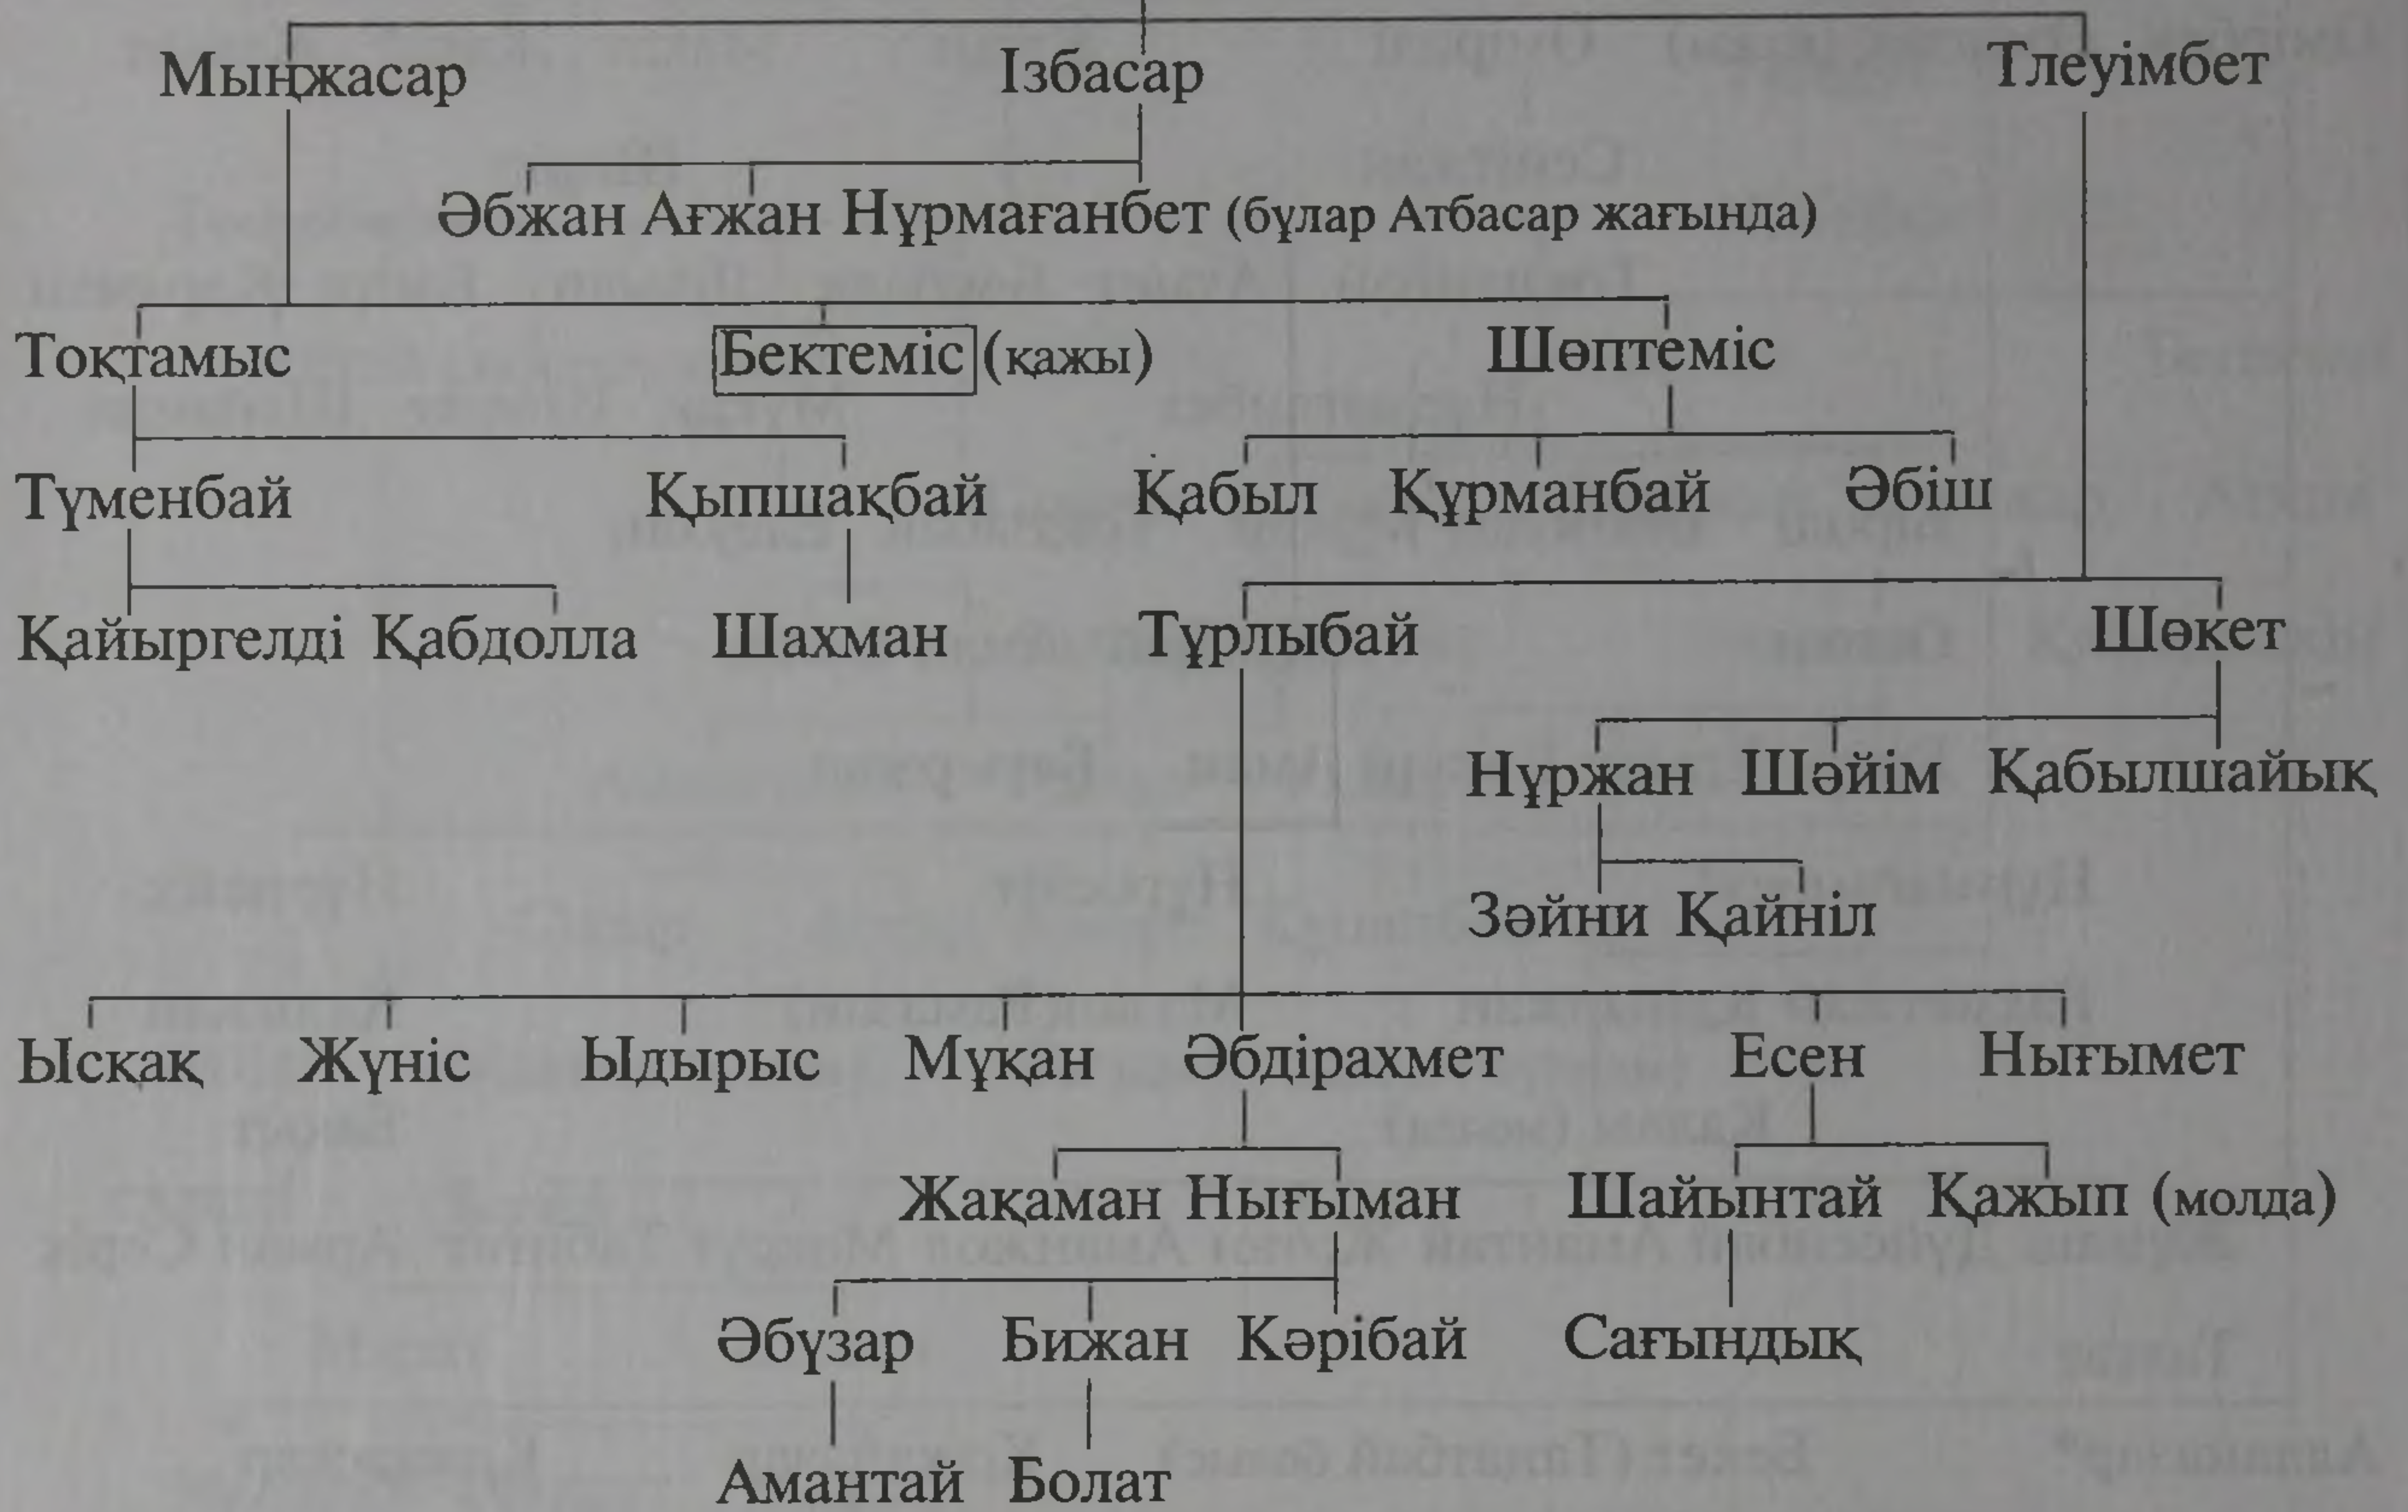 Мыңжасар Ізбасар Тлеуімбет
Әбжан Ағжан Нұрмағанбет (бұлар Атбасар жағында)
Тоқтамыс Бектеміс (қажы) Шөптеміс
Түменбай Қыпшақбай Қабыл Құрманбай Әбіш
Қайыргелді Қабдолла Шахман Тұрлыбай Шөкет
Нұржан Шәйім Қабылшайық
Зәйни Қайніл
Ысқақ Жүніс Ыдырыс Мұқан Әбдірахмет Есен Нығымет
Жақаман Нығыман Шайынтай Қажып (молда)
Әбүзар Бижан Кәрібай Сағындық
Амантай Болат